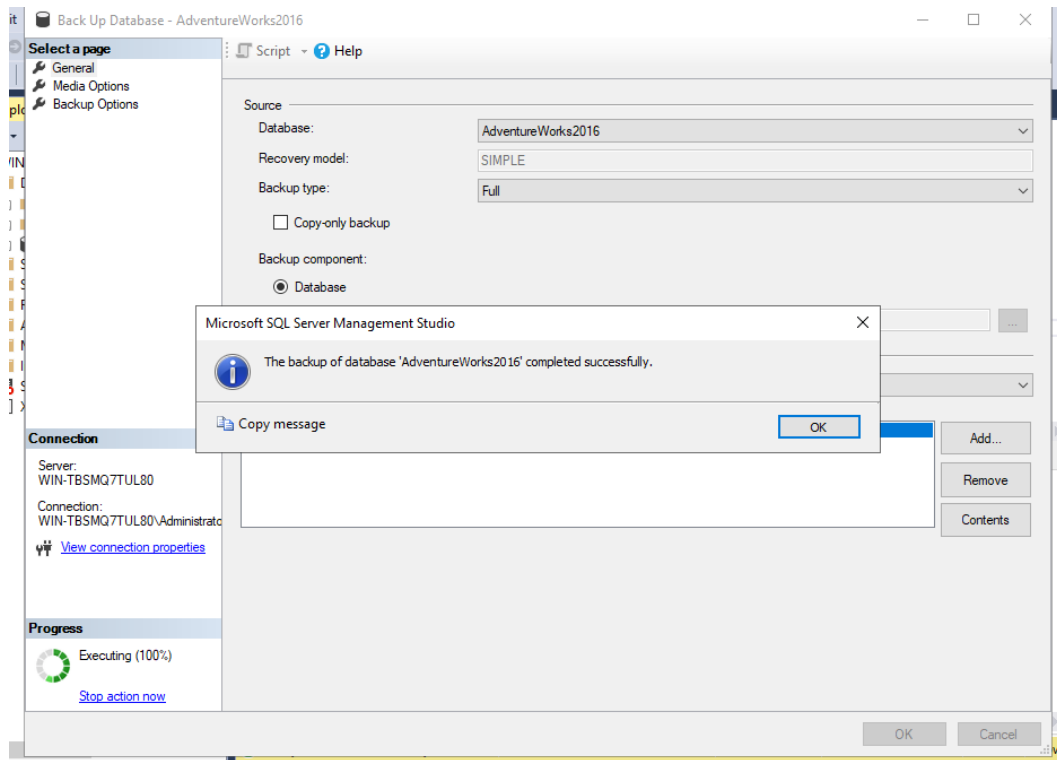 it
Back Up Database - AdventureWorks2016
Select a page
General
Media Options
Backup Options
Script
Help
Source
Database:
AdventureWorks2016
Recovery model:
SIMPLE
Backup type:
Full
Copy-only backup
Backup component:
Database
...
Microsoft SQL Server Management Studio
The backup of database 'AdventureWorks2016' completed successfully.
Copy message
OK
Add...
Remove
Contents
Connection
Server:
WIN-TBSMQ7TUL80
Connection:
WIN-TBSMQ7TUL80\Administrato
View connection properties
Progress
Executing (100%)
Stop action now
OK
Cancel